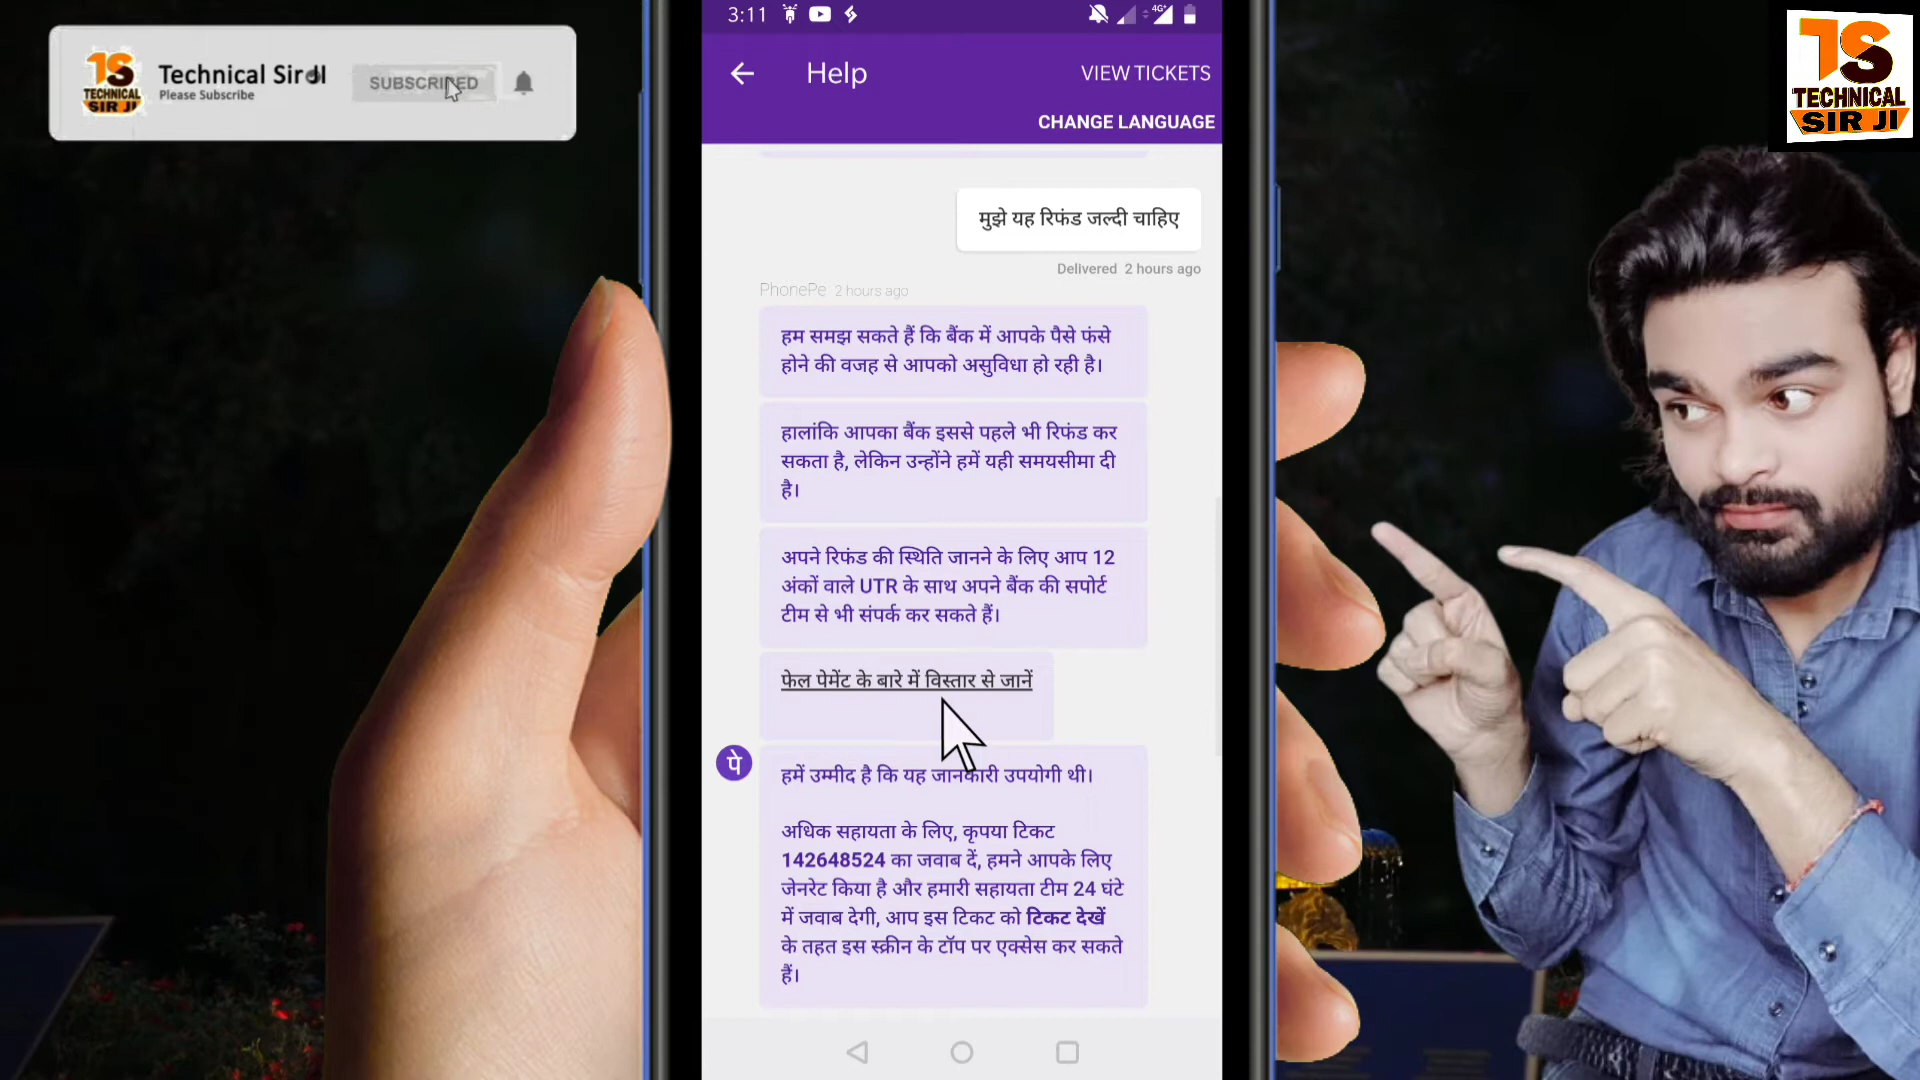 TECHNICAL
SIR JI
Technical Sir JI
Please Subscribe
SUBSCRIBED
3:11
4G+
Help
VIEW TICKETS
CHANGE LANGUAGE
मुझे यह रिफंड जल्दी चाहिए
Delivered 2 hours ago
PhonePe 2 hours ago
हम समझ सकते हैं कि बैंक में आपके पैसे फंसे
होने की वजह से आपको असुविधा हो रही है।
हालांकि आपका बैंक इससे पहले भी रिफंड कर
सकता है, लेकिन उन्होंने हमें यही समयसीमा दी
है।
अपने रिफंड की स्थिति जानने के लिए आप 12
अंकों वाले UTR के साथ अपने बैंक की सपोर्ट
टीम से भी संपर्क कर सकते हैं।
फेल पेमेंट के बारे में विस्तार से जानें
पे
हमें उम्मीद है कि यह जानकारी उपयोगी थी।
अधिक सहायता के लिए, कृपया टिकट
142648524 का जवाब दें, हमने आपके लिए
जेनरेट किया है और हमारी सहायता टीम 24 घंटे
में जवाब देगी, आप इस टिकट को टिकट देखें
के तहत इस स्क्रीन के टॉप पर एक्सेस कर सकते
हैं।
TS
TECHNICAL
SIR JI